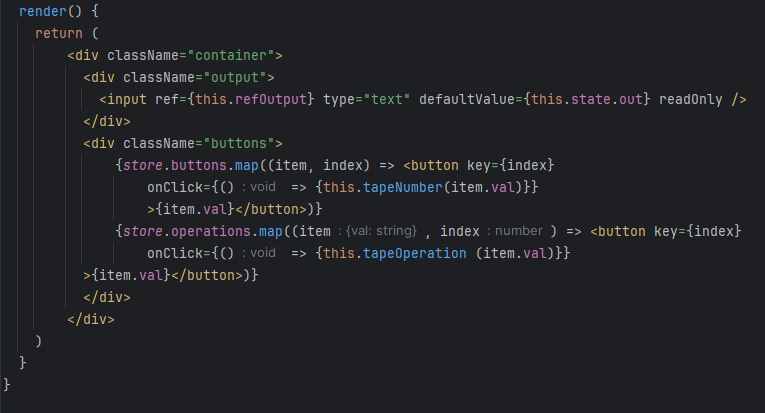 render() {
return (
<div className="container">
<div className="output">
<input ref={this.refOutput} type="text" defaultValue={this.state.out} readOnly />
</div>
<div className="buttons">
{store.buttons.map((item, index) => <button key={index}
onClick={() : void => {this.tapeNumber(item.val)}}
>{item.val}</button>)}
{store.operations.map((item : {val: string} , index : number ) => <button key={index}
onClick={() : void => {this.tapeOperation (item.val)}}
>{item.val}</button>)}
</div>
</div>
)
}
}